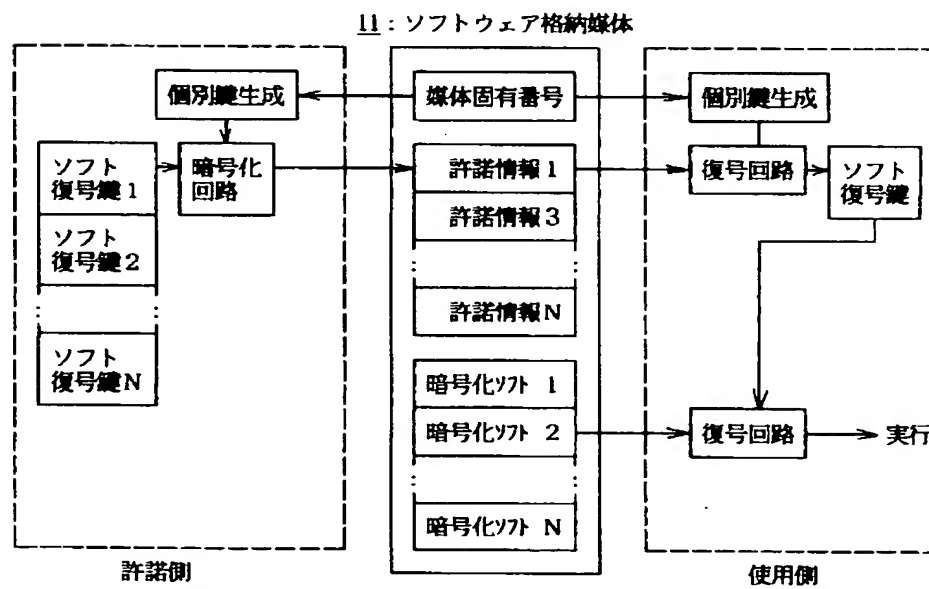 11：ソフトウェア格納媒体
個別鍵生成
ソフト
復号鍵1
ソフト
復号鍵2
ソフト
復号鍵N
暗号化
回路
許諾側
媒体固有番号
許諾情報1
許諾情報3
許諾情報N
暗号化ソフト 1
暗号化ソフト 2
暗号化ソフト N
個別鍵生成
復号回路
ソフト
復号鍵
復号回路
実行
使用側